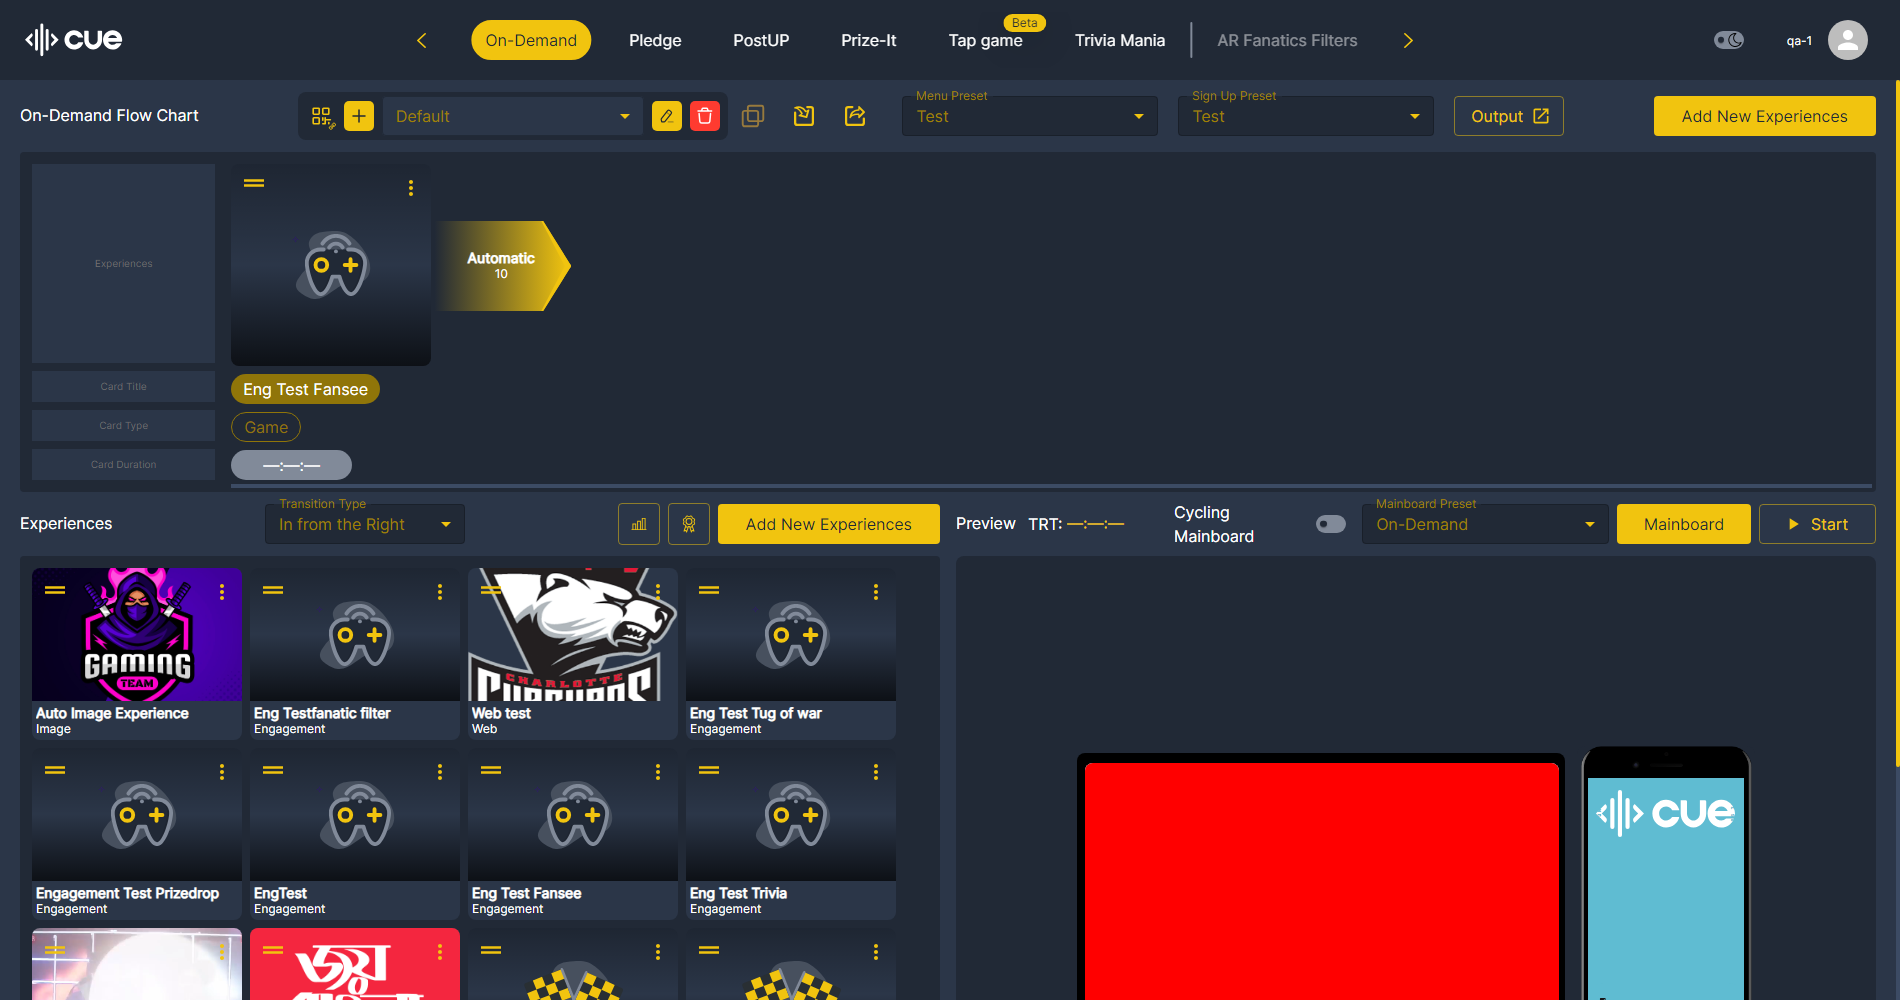 cue
On-Demand
Pledge
PostUP
Prize-It
Tap game
Beta
Trivia Mania
AR Fanatics Filters
qa-1
On-Demand Flow Chart
Default
Menu Preset
Test
Sign Up Preset
Test
Output
Add New Experiences
Experiences
Automatic
10
Card Title
Eng Test Fansee
Card Type
Game
Card Duration
—:—:—
Experiences
Transition Type
In from the Right
Add New Experiences
Preview
TRT: —:—:—
Cycling
Mainboard
Mainboard Preset
On-Demand
Mainboard
Start
GAMING
TEAM
Auto Image Experience
Image
Eng Testfanatic filter
Engagement
CHARLOTTE
Web test
Web
Eng Test Tug of war
Engagement
Engagement Test Prizedrop
Engagement
EngTest
Engagement
Eng Test Fansee
Engagement
Eng Test Trivia
Engagement
cue
জয়